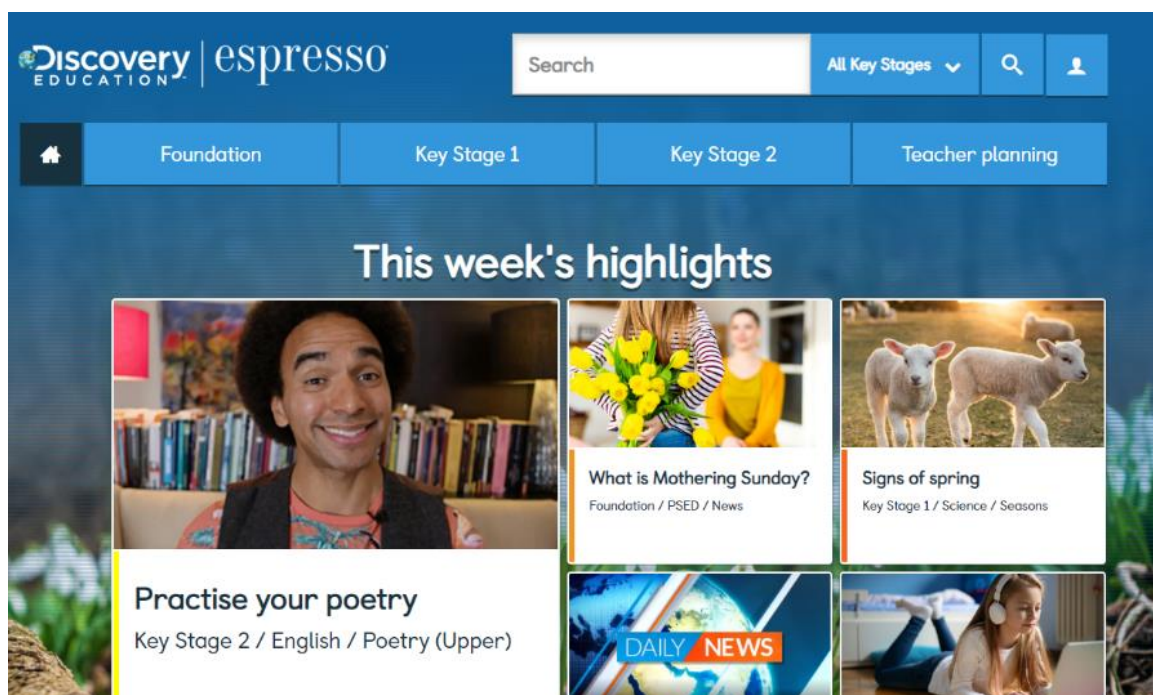 Discovery
EDUCATION
espresso
Search
All Key Stages
Foundation
Key Stage 1
Key Stage 2
Teacher planning
This week's highlights
Practise your poetry
Key Stage 2 / English / Poetry (Upper)
What is Mothering Sunday?
Foundation / PSED / News
Signs of spring
Key Stage 1 / Science / Seasons
DAILY NEWS